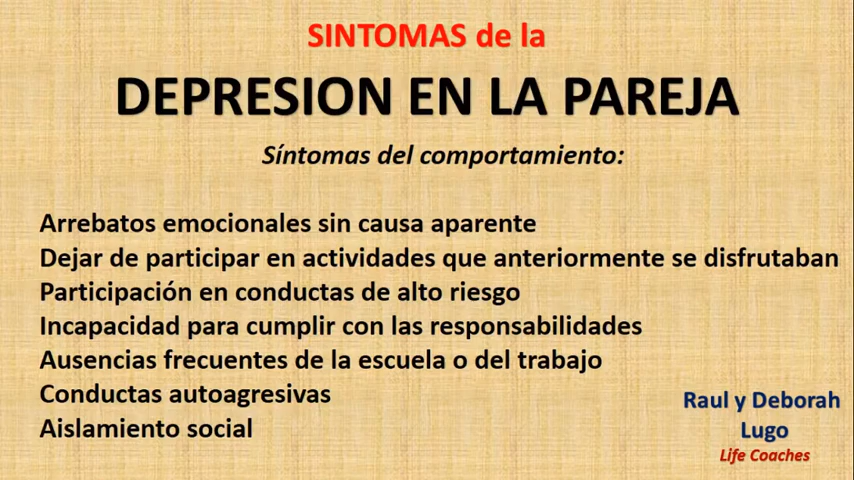 SINTOMAS de la
DEPRESION EN LA PAREJA
Síntomas del comportamiento:
Arrebatos emocionales sin causa aparente
Dejar de participar en actividades que anteriormente se disfrutaban
Participación en conductas de alto riesgo
Incapacidad para cumplir con las responsabilidades
Ausencias frecuentes de la escuela o del trabajo
Conductas autoagresivas
Aislamiento social
Raul y Deborah
Lugo
Life Coaches